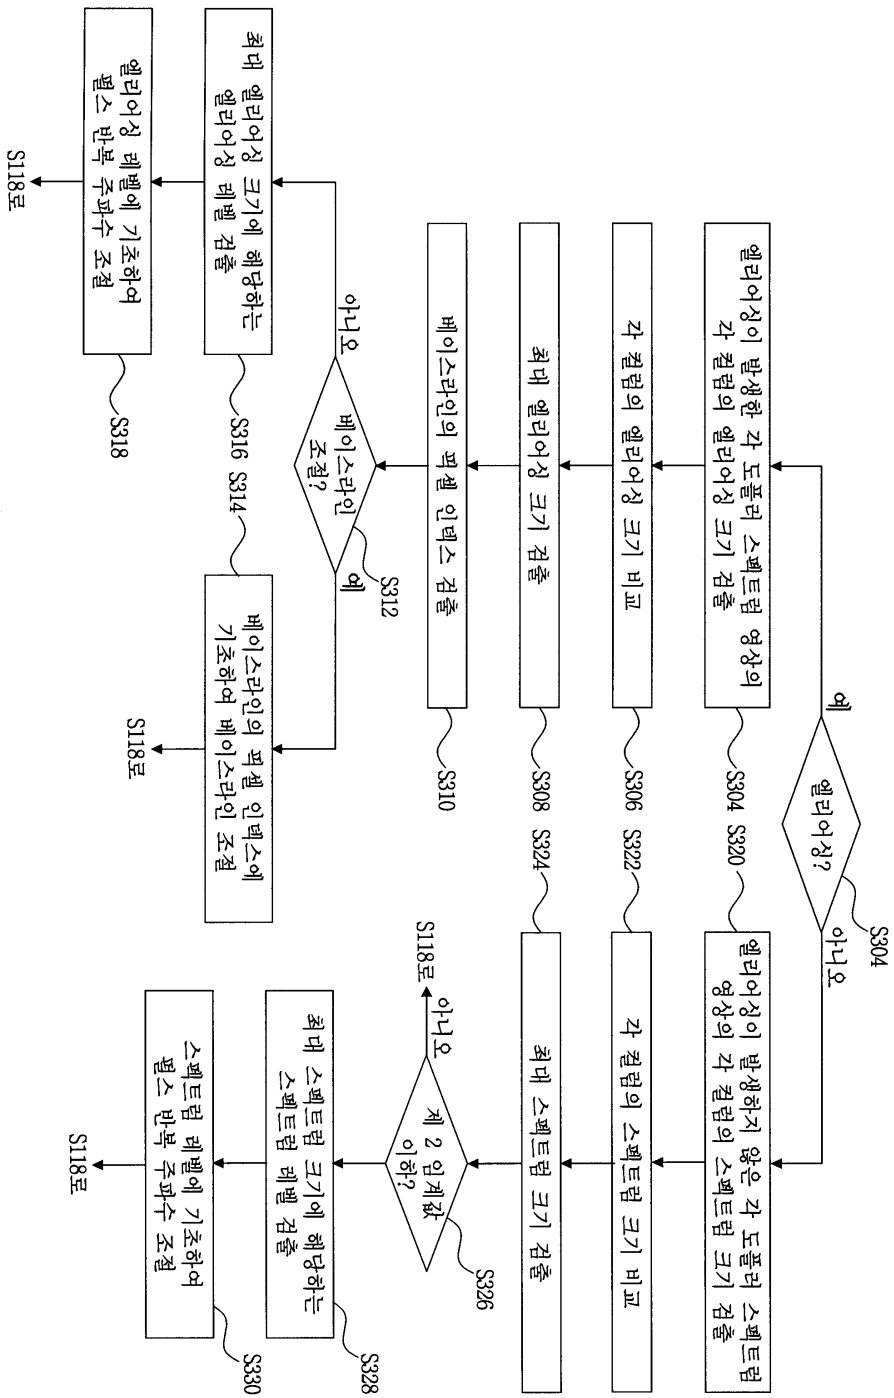 엘리어싱?
S304
예
아니오
엘리어싱이 발생한 각 도플러 스펙트럼 영상의
각 컬럼의 엘리어싱 크기 검출
S304
각 컬럼의 엘리어싱 크기 비교
S306
최대 엘리어싱 크기 검출
S308
베이스라인의 픽셀 인덱스 검출
S310
베이스라인
조절?
S312
아니오
예
최대 엘리어싱 크기에 해당하는
엘리어싱 레벨 검출
S316
엘리어싱 레벨에 기초하여
펄스 반복 주파수 조절
S318
S118로
S314
베이스라인의 픽셀 인덱스에
기초하여 베이스라인 조절
S118로
S320
엘리어싱이 발생하지 않은 각 도플러 스펙트럼
영상의 각 컬럼의 스펙트럼 크기 검출
S322
각 컬럼의 스펙트럼 크기 비교
S324
최대 스펙트럼 크기 검출
제 2 임계값
이하?
S326
아니오
S118로
최대 스펙트럼 크기에 해당하는
스펙트럼 레벨 검출
S328
스펙트럼 레벨에 기초하여
펄스 반복 주파수 조절
S330
S118로